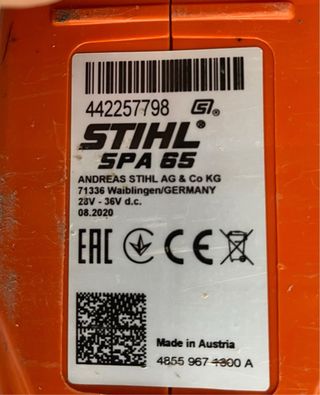 442257798 G®
STIHL®
SPA 65
ANDREAS STIHL AG & Co KG
71336 Waiblingen/GERMANY
28V - 36V d.c.
08.2020
EAC CE
Made in Austria
4855 967 1300 A